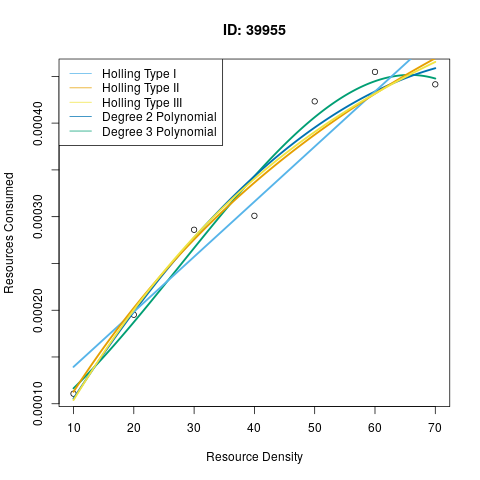 ID: 39955
Holling Type I
Holling Type II
Holling Type III
Degree 2 Polynomial
Degree 3 Polynomial
Resources Consumed
0.00040
0.00030
0.00020
0.00010
10 20 30 40 50 60 70
Resource Density